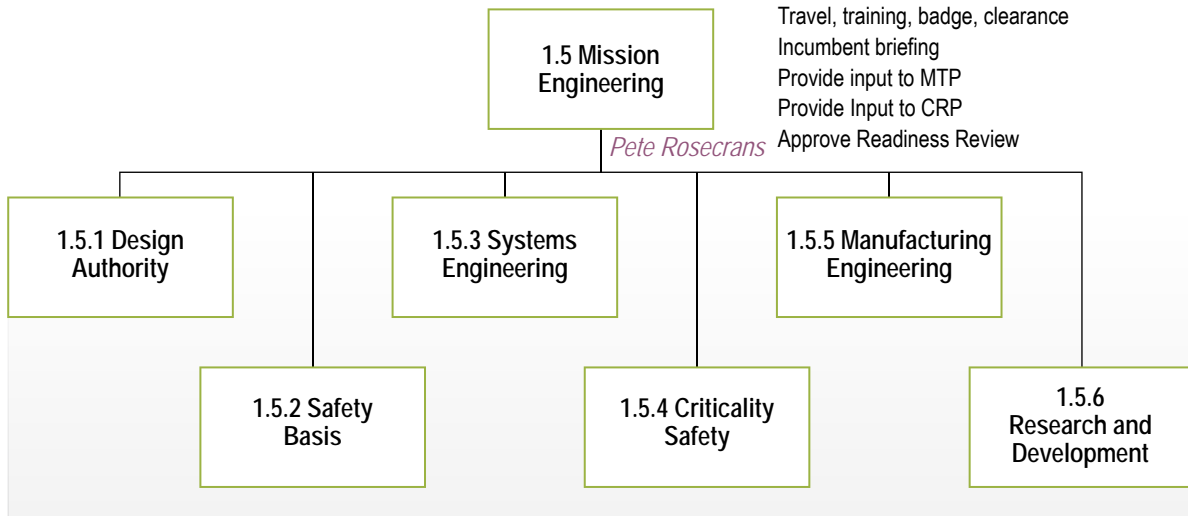 1.5 Mission
Engineering
Travel, training, badge, clearance
Incumbent briefing
Provide input to MTP
Provide Input to CRP
Approve Readiness Review
Pete Rosecrans
1.5.1 Design
Authority
1.5.3 Systems
Engineering
1.5.5 Manufacturing
Engineering
1.5.2 Safety
Basis
1.5.4 Criticality
Safety
1.5.6
Research and
Development